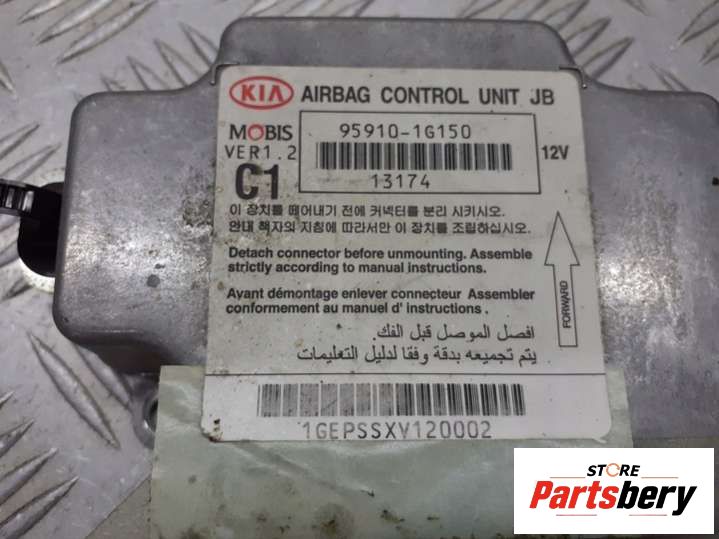 KIA AIRBAG CONTROL UNIT JB
MOBIS
95910-1G150
VER1.2
12V
C1
13174
이 장치를 떼어내기 전에 커넥터를 분리 시키시오.
안내 책자의 지침에 따라서만 이 장치를 조립하십시오.
Detach connector before unmounting. Assemble
strictly according to manual instructions.
Avant démontage enlever connecteur Assembler
conformement au manuel d' instructions.
افصل الموصل قبل الفك.
يتم تجميعه بدقة وفقا لدليل التعليمات
FORWARD
1GEPSSXV120002
STORE
Partsbery